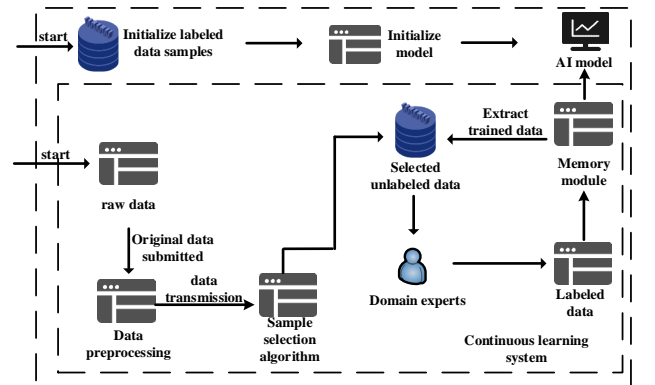 start
Initialize labeled
data samples
Initialize
model
AI model
start
raw data
Original data
submitted
Data
preprocessing
data
transmission
Sample
selection
algorithm
Selected
unlabeled data
Extract
trained data
Memory
module
Domain experts
Labeled
data
Continuous learning
system